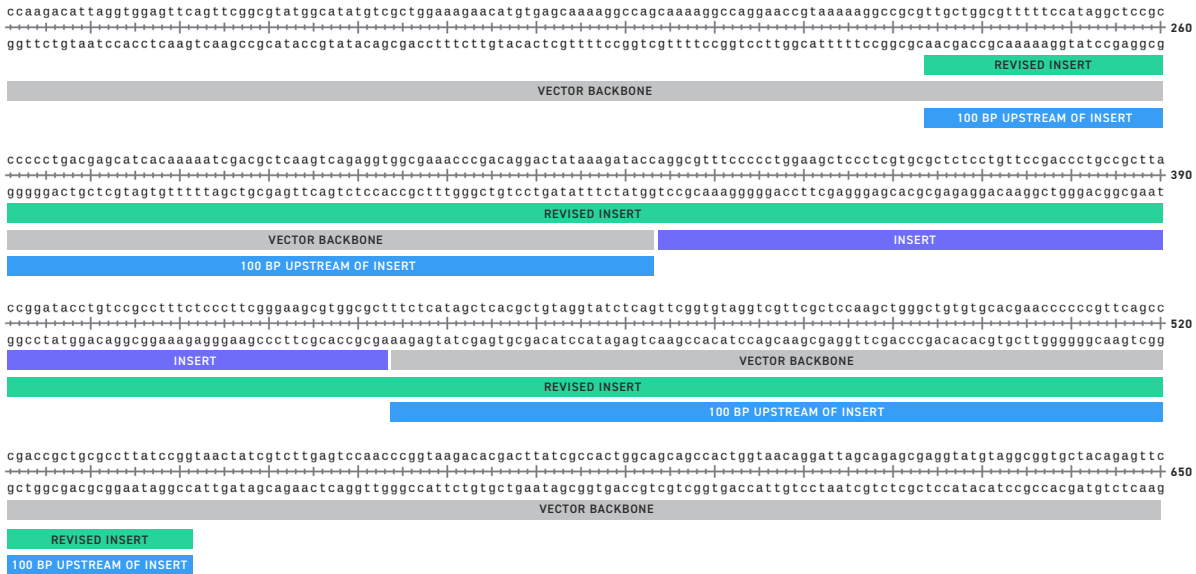 ccaagacattaggtggagttcagttcggcgtatggcatatgtcgctggaaagaacatgtgagcaaaaggccagcaaaaggccaggaaccgtaaaaaggccgcgttgctggcgtttttccataggctccgc
260
ggttctgtaatccacctcaagtcaagccgcataccgtatacagcgacctttcttgtacactcgttttccggtcgttttccggtccttggcatttttccggcgcaacgaccgcaaaaaggtatccgaggcg
REVISED INSERT
VECTOR BACKBONE
100 BP UPSTREAM OF INSERT
ccccctgacgagcatcacaaaaatcgacgctcaagtcagaggtggcgaaacccgacaggactataaagataccaggcgtttccccctggaagctccctcgtgcgctctcctgttccgaccctgccgctta
390
gggggactgctcgtagtgtttttagctgcgagttcagtctccaccgctttgggctgtcctgatatttctatggtccgcaaagggggaccttcgagggagcacgcgagaggacaaggctgggacggcgaat
REVISED INSERT
VECTOR BACKBONE INSERT
100 BP UPSTREAM OF INSERT
ccggatacctgtccgcctttctcccttcgggaagcgtggcgctttctcatagctcacgctgtaggtatctcagttcggtgtaggtcgttcgctccaagctgggctgtgtgcacgaaccccccgttcagcc
520
ggcctatggacaggcggaaagagggaagcccttcgcaccgcgaaagagtatcgagtgcgacatccatagagtcaagccacatccagcaagcgaggttcgacccgacacacgtgcttggggggcaagtcgg
INSERT VECTOR BACKBONE
REVISED INSERT
100 BP UPSTREAM OF INSERT
cgaccgctgcgccttatccggtaactatcgtcttgagtccaacccggtaagacacgacttatcgccactggcagcagccactggtaacaggattagcagagcgaggtatgtaggcggtgctacagagttc
650
gctggcgacgcggaataggccattgatagcagaactcaggttgggccattctgtgctgaatagcggtgaccgtcgtcggtgaccattgtcctaatcgtctcgctccatacatccgccacgatgtctcaag
VECTOR BACKBONE
REVISED INSERT
100 BP UPSTREAM OF INSERT